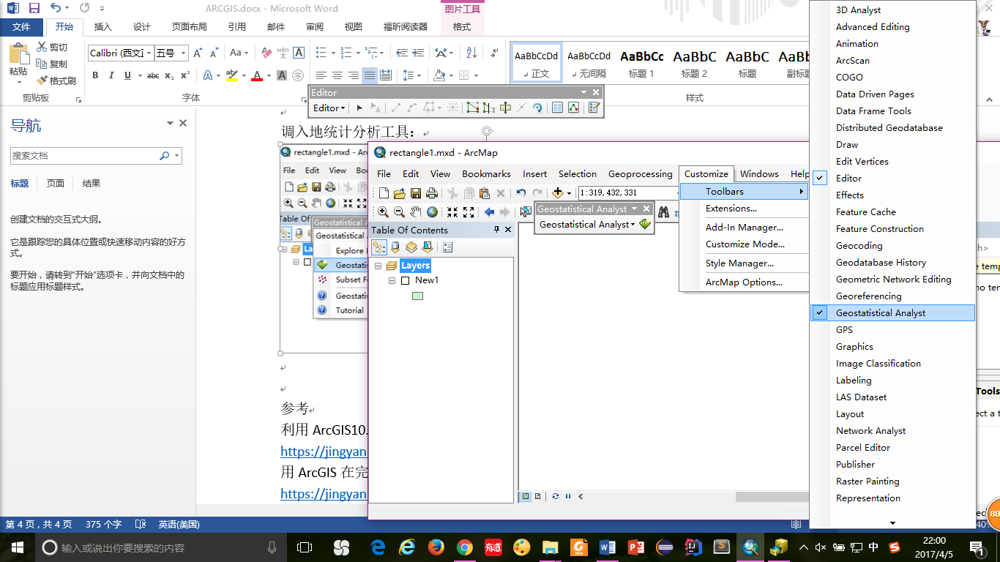 ARCGIS.docx - Microsoft Word
图片工具
文件
开始
插入
设计
页面布局
引用
邮件
审阅
视图
福昕阅读器
格式
粘贴
剪切
复制
格式刷
剪贴板
Calibri (西文正
五号
字体
AaBbCcDd
正文
AaBbCcDd
无间隔
AaBbCc
标题 1
AaBbC
标题 2
AaBbC
标题
AaBb
副标题
样式
Editor
Editor
导航
搜索文档
标题
页面
结果
创建文档的交互式大纲。
它是跟踪您的具体位置或快速移动内容的好方
式。
要开始，请转到“开始”选项卡，并向文档中的
标题应用标题样式。
调入地统计分析工具：
rectangle1.mxd - Ar
File Edit View Bo
Table Of
Geostatistical
Geostatistical
Explore
Geostatis
Subset F
Geostatis
Tutorial
参考
利用 ArcGIS10.
https://jingyan
用 ArcGIS 在完
https://jingyan
rectangle1.mxd - ArcMap
File Edit View Bookmarks Insert Selection Geoprocessing Customize Windows Help
1:319,432,331
Geostatistical Analyst
Geostatistical Analyst
Table Of Contents
Layers
New1
Toolbars
Extensions...
Add-In Manager...
Customize Mode...
Style Manager...
ArcMap Options...
3D Analyst
Advanced Editing
Animation
ArcScan
COGO
Data Driven Pages
Data Frame Tools
Distributed Geodatabase
Draw
Edit Vertices
Editor
Effects
Feature Cache
Feature Construction
Geocoding
Geodatabase History
Geometric Network Editing
Georeferencing
Geostatistical Analyst
GPS
Graphics
Image Classification
Labeling
LAS Dataset
Layout
Network Analyst
Parcel Editor
Publisher
Raster Painting
Representation
Tools
80
第 4 页，共 4 页
375 个字
英语(美国)
输入或说出你要搜索的内容
中
22:00
2017/4/5